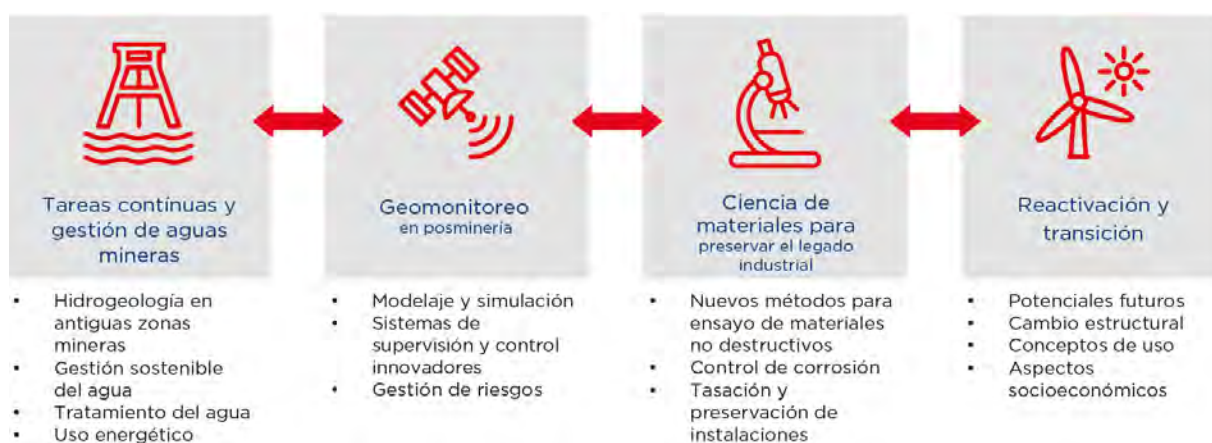 Tareas contínuas y
gestión de aguas
mineras
• Hidrogeología en
antiguas zonas
mineras
• Gestión sostenible
del agua
• Tratamiento del agua
• Uso energético
Geomonitoreo
en posminería
• Modelaje y simulación
• Sistemas de
supervisión y control
innovadores
• Gestión de riesgos
Ciencia de
materiales para
preservar el legado
industrial
• Nuevos métodos para
ensayo de materiales
no destructivos
• Control de corrosión
• Tasación y
preservación de
instalaciones
Reactivación y
transición
• Potenciales futuros
• Cambio estructural
• Conceptos de uso
• Aspectos
socioeconómicos